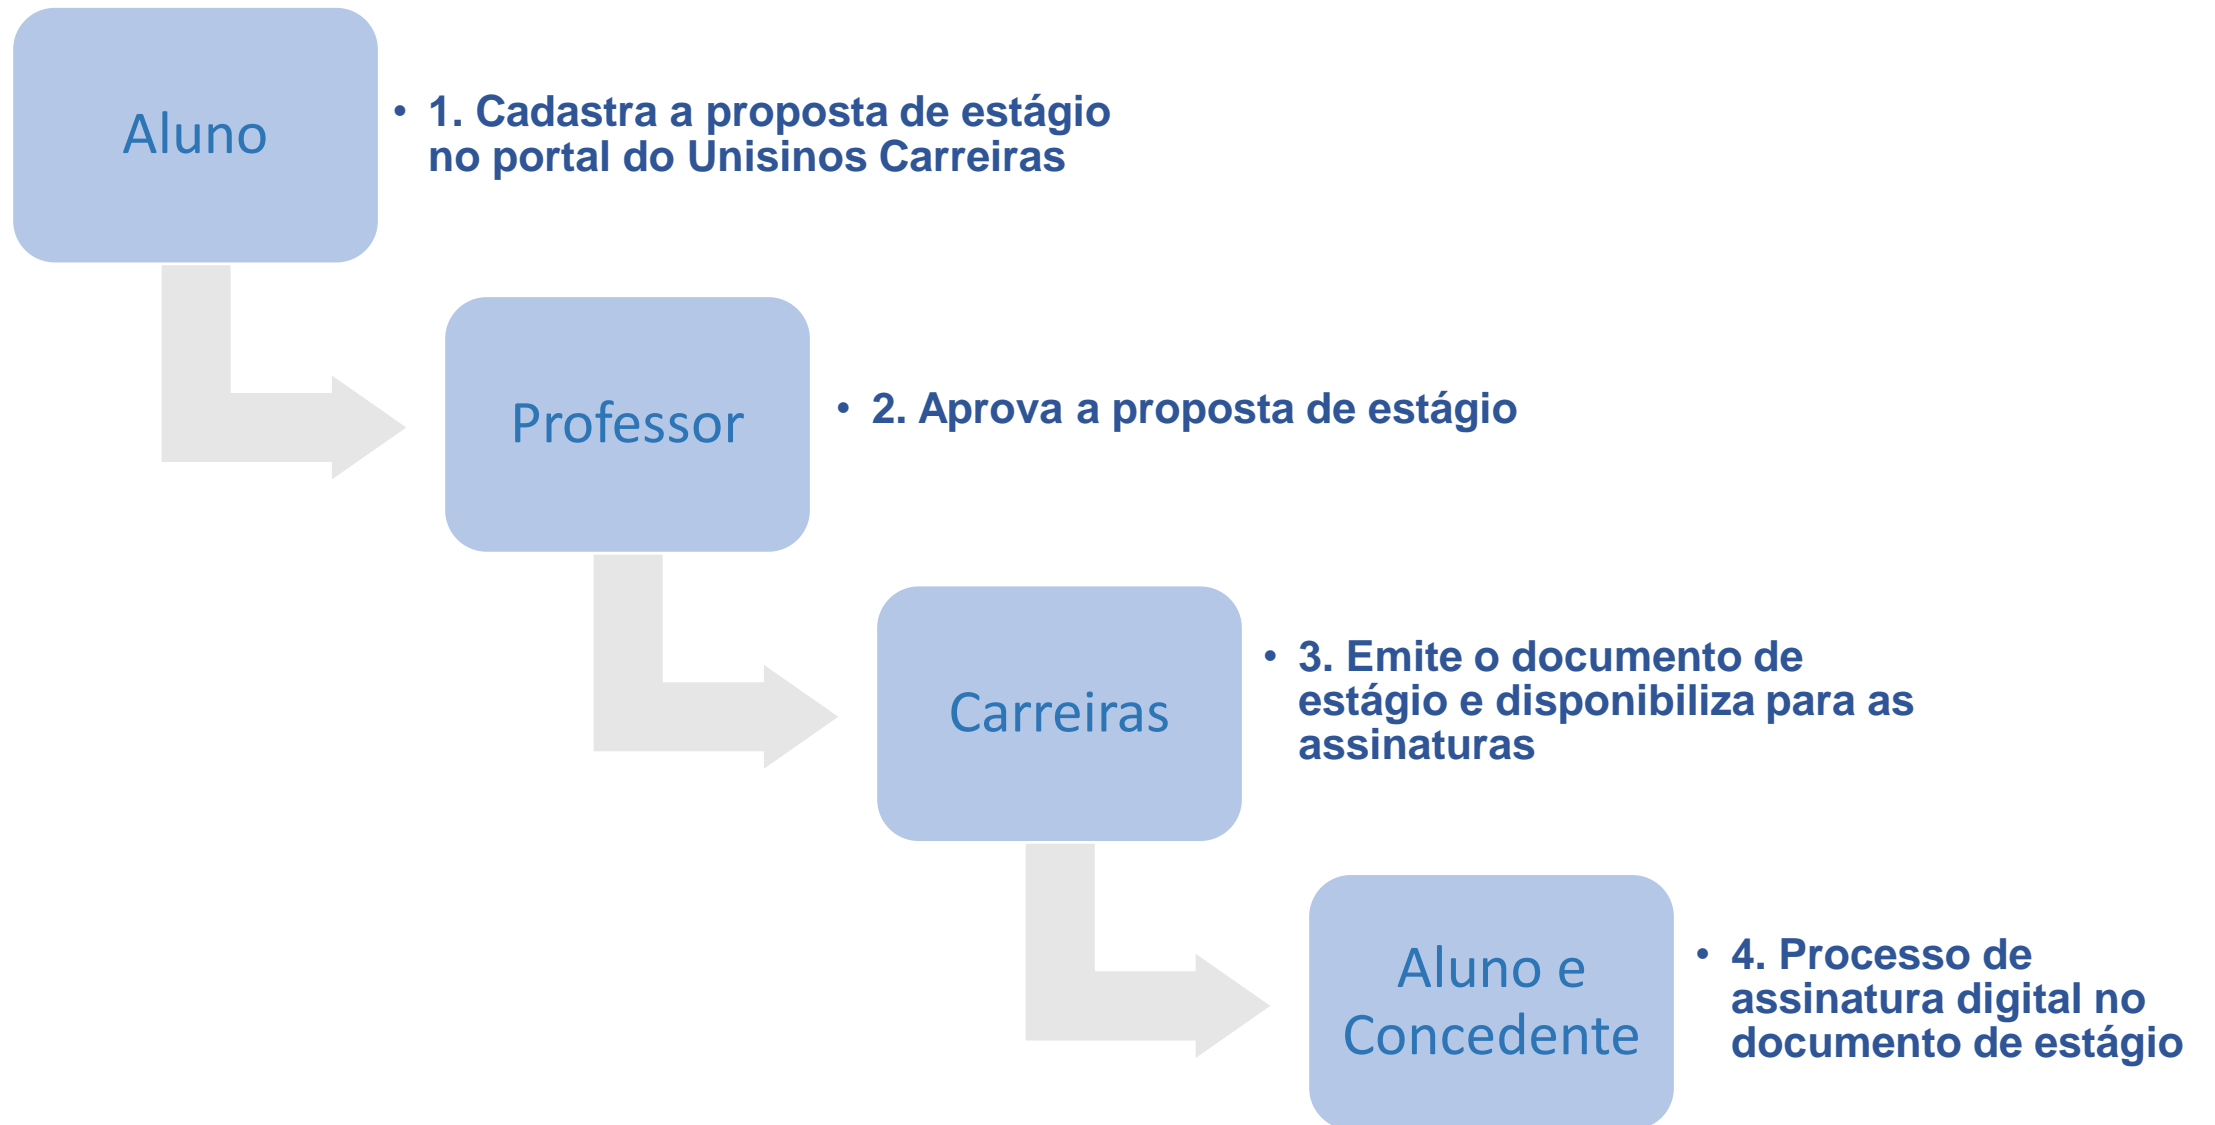 Aluno
• 1. Cadastra a proposta de estágio
no portal do Unisinos Carreiras
Professor
• 2. Aprova a proposta de estágio
Carreiras
• 3. Emite o documento de
estágio e disponibiliza para as
assinaturas
Aluno e
Concedente
• 4. Processo de
assinatura digital no
documento de estágio